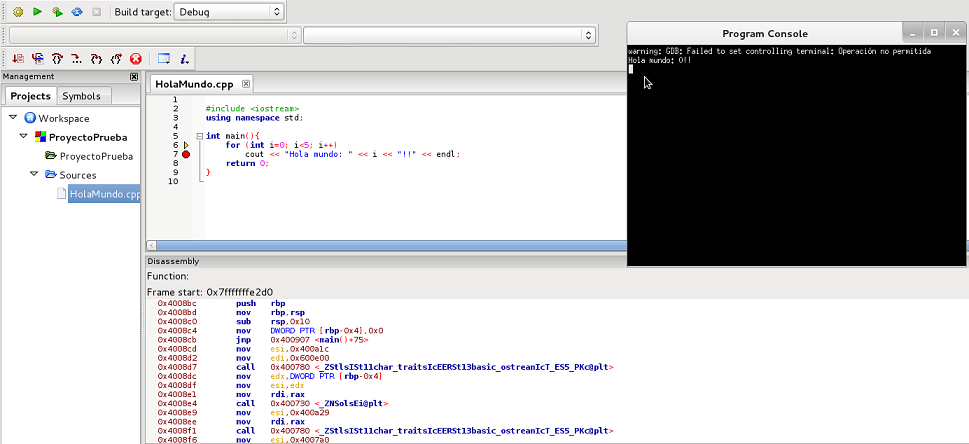 Build target: Debug
Management
Projects Symbols
Workspace
ProyectoPrueba
ProyectoPrueba
Sources
HolaMundo.cpp
HolaMundo.cpp
1
2 #include <iostream>
3 using namespace std;
4
5 int main(){
6 for (int i=0; i<5; i++)
7 cout << "Hola mundo: " << i << "!!" << endl;
8 return 0;
9 }
10
Program Console
warning: GDB: Failed to set controlling terminal: Operación no permitida
Hola mundo: 0!!
Disassembly
Function:
Frame start: 0x7fffffffe2d0
0x4008bc push rbp
0x4008bd mov rbp,rsp
0x4008c0 sub rsp,0x10
0x4008c4 mov DWORD PTR [rbp-0x4],0x0
0x4008cb jmp 0x400907 <main()+75>
0x4008cd mov esi,0x400a1c
0x4008d2 mov edi,0x600e00
0x4008d7 call 0x400780 <_ZStlsISt11char_traitsIcEERSt13basic_ostreamIcT_ES5_PKc@plt>
0x4008dc mov edx,DWORD PTR [rbp-0x4]
0x4008df mov esi,edx
0x4008e1 mov rdi,rax
0x4008e4 call 0x400730 <_ZNSolsEi@plt>
0x4008e9 mov esi,0x400a29
0x4008ee mov rdi,rax
0x4008f1 call 0x400780 <_ZStlsISt11char_traitsIcEERSt13basic_ostreamIcT_ES5_PKc@plt>
0x4008f6 mov esi,0x4007a0